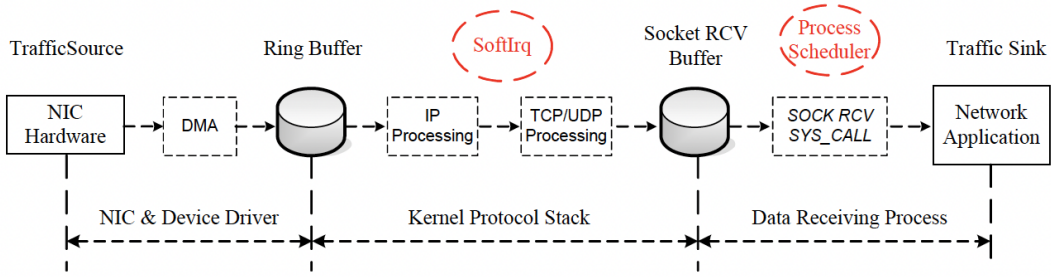 TrafficSource
Ring Buffer
SoftIrq
Socket RCV
Buffer
Process
Scheduler
Traffic Sink
NIC
Hardware
DMA
IP
Processing
TCP/UDP
Processing
SOCK RCV
SYS_CALL
Network
Application
NIC & Device Driver
Kernel Protocol Stack
Data Receiving Process